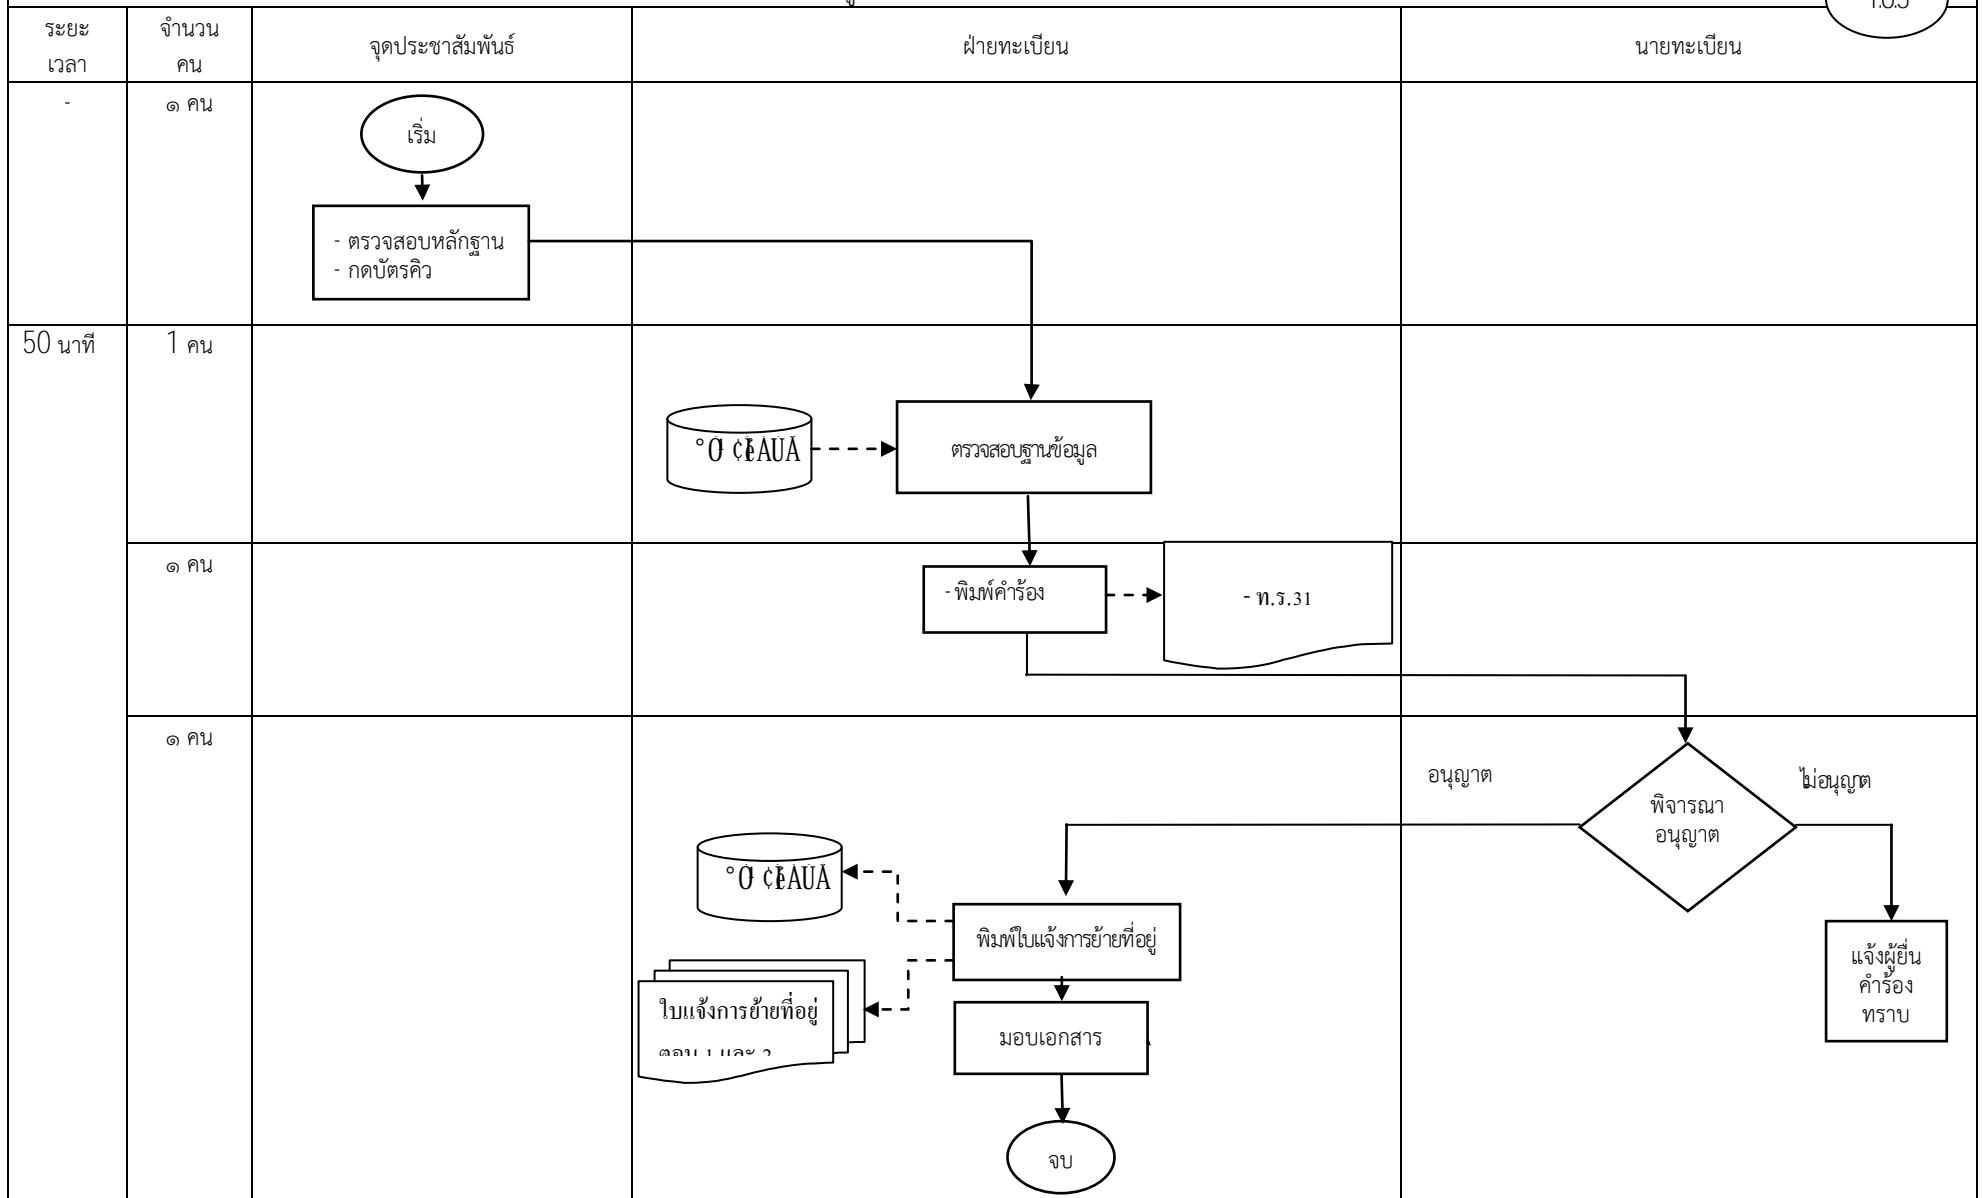 ระยะ
เวลา
จำนวน
คน
จุดประชาสัมพันธ์
ฝ่ายทะเบียน
นายทะเบียน
-
๑ คน
เริ่ม
- ตรวจสอบหลักฐาน
- กดบัตรคิว
50 นาที
1 คน
ตรวจสอบฐานข้อมูล
๑ คน
- พิมพ์คำร้อง
- ท.ร.31
๑ คน
อนุญาต
ไม่อนุญาต
พิจารณา
อนุญาต
พิมพ์ใบแจ้งการย้ายที่อยู่
แจ้งผู้ยื่น
คำร้อง
ทราบ
ใบแจ้งการย้ายที่อยู่
ตอน 1 และ 2
มอบเอกสาร
จบ